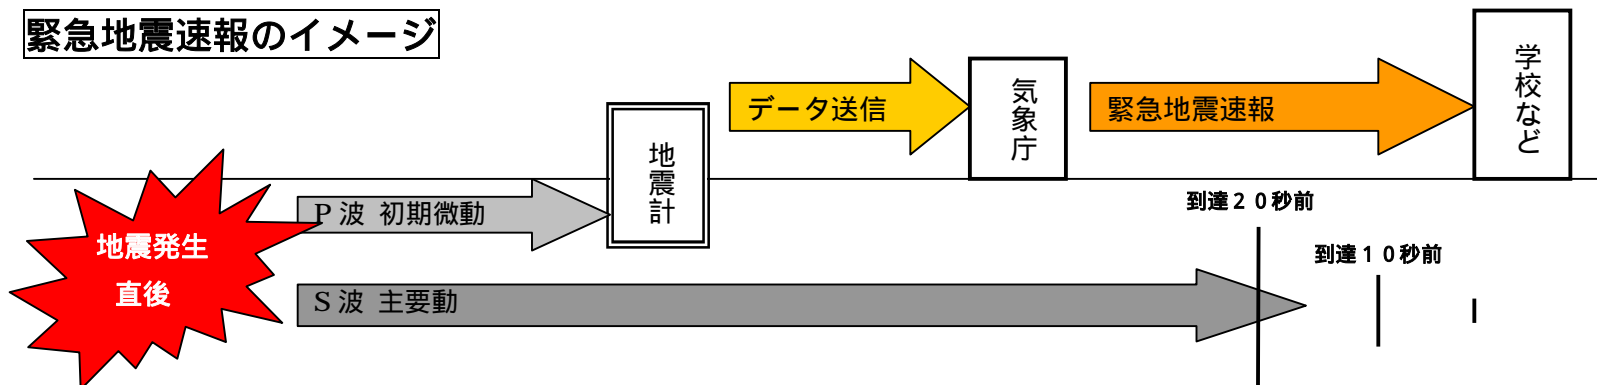 緊急地震速報のイメージ
データ送信
気象庁
緊急地震速報
学校など
地震計
P 波 初期微動
到達２０秒前
地震発生
直後
到達１０秒前
S 波 主要動